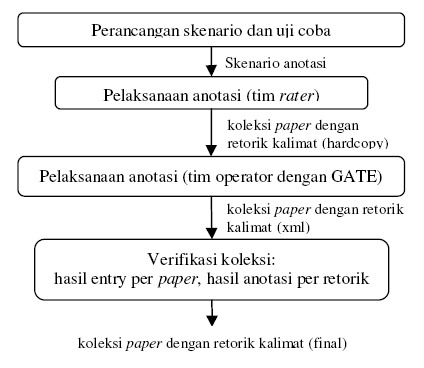 Perancangan skenario dan uji coba
Skenario anotasi
Pelaksanaan anotasi (tim rater)
koleksi paper dengan
retorik kalimat (hardcopy)
Pelaksanaan anotasi (tim operator dengan GATE)
koleksi paper dengan retorik
kalimat (xml)
Verifikasi koleksi:
hasil entry per paper, hasil anotasi per retorik
koleksi paper dengan retorik kalimat (final)